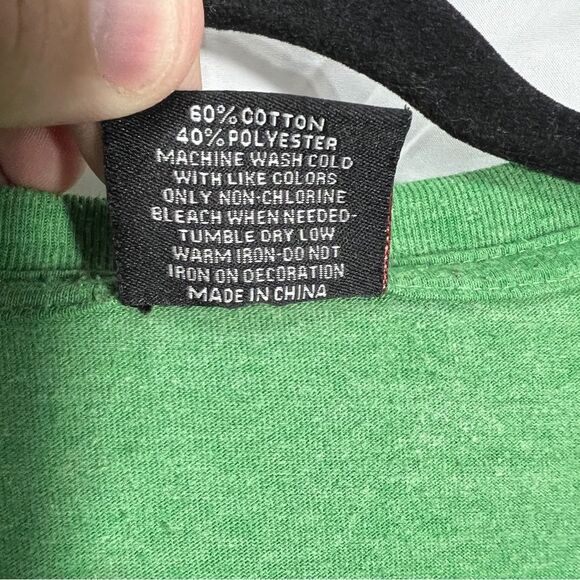 60% COTTON
40% POLYESTER
MACHINE WASH COLD
WITH LIKE COLORS
ONLY NON-CHLORINE
BLEACH WHEN NEEDED-
TUMBLE DRY LOW
WARM IRON-DO NOT
IRON ON DECORATION
MADE IN CHINA